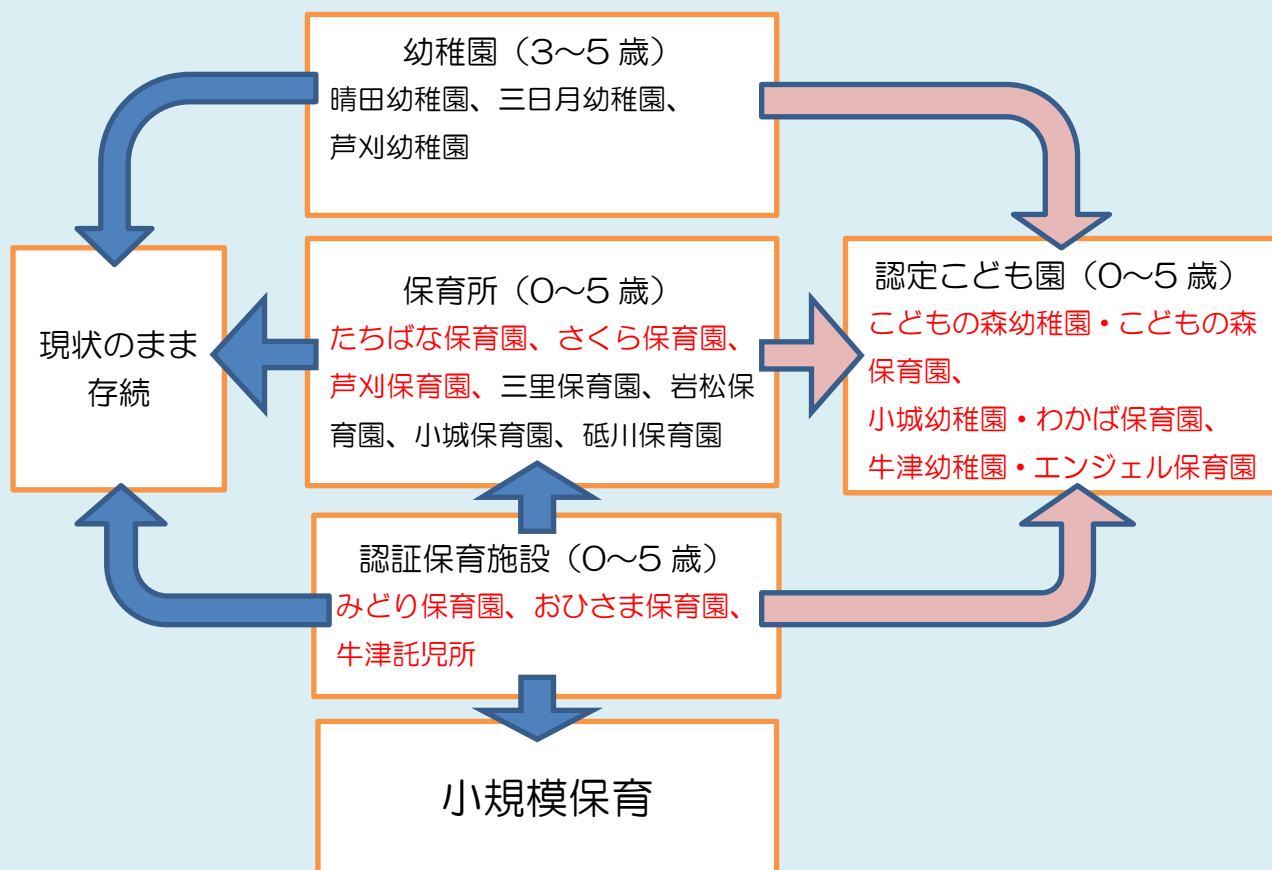 幼稚園（3～5 歳）
晴田幼稚園、三日月幼稚園、
芦刈幼稚園
現状のまま
存続
保育所（0～5 歳）
たちばな保育園、さくら保育園、
芦刈保育園、三里保育園、岩松保
育園、小城保育園、砥川保育園
認定こども園（0～5 歳）
こどもの森幼稚園・こどもの森
保育園、
小城幼稚園・わかば保育園、
牛津幼稚園・エンジェル保育園
認証保育施設（0～5 歳）
みどり保育園、おひさま保育園、
牛津託児所
小規模保育